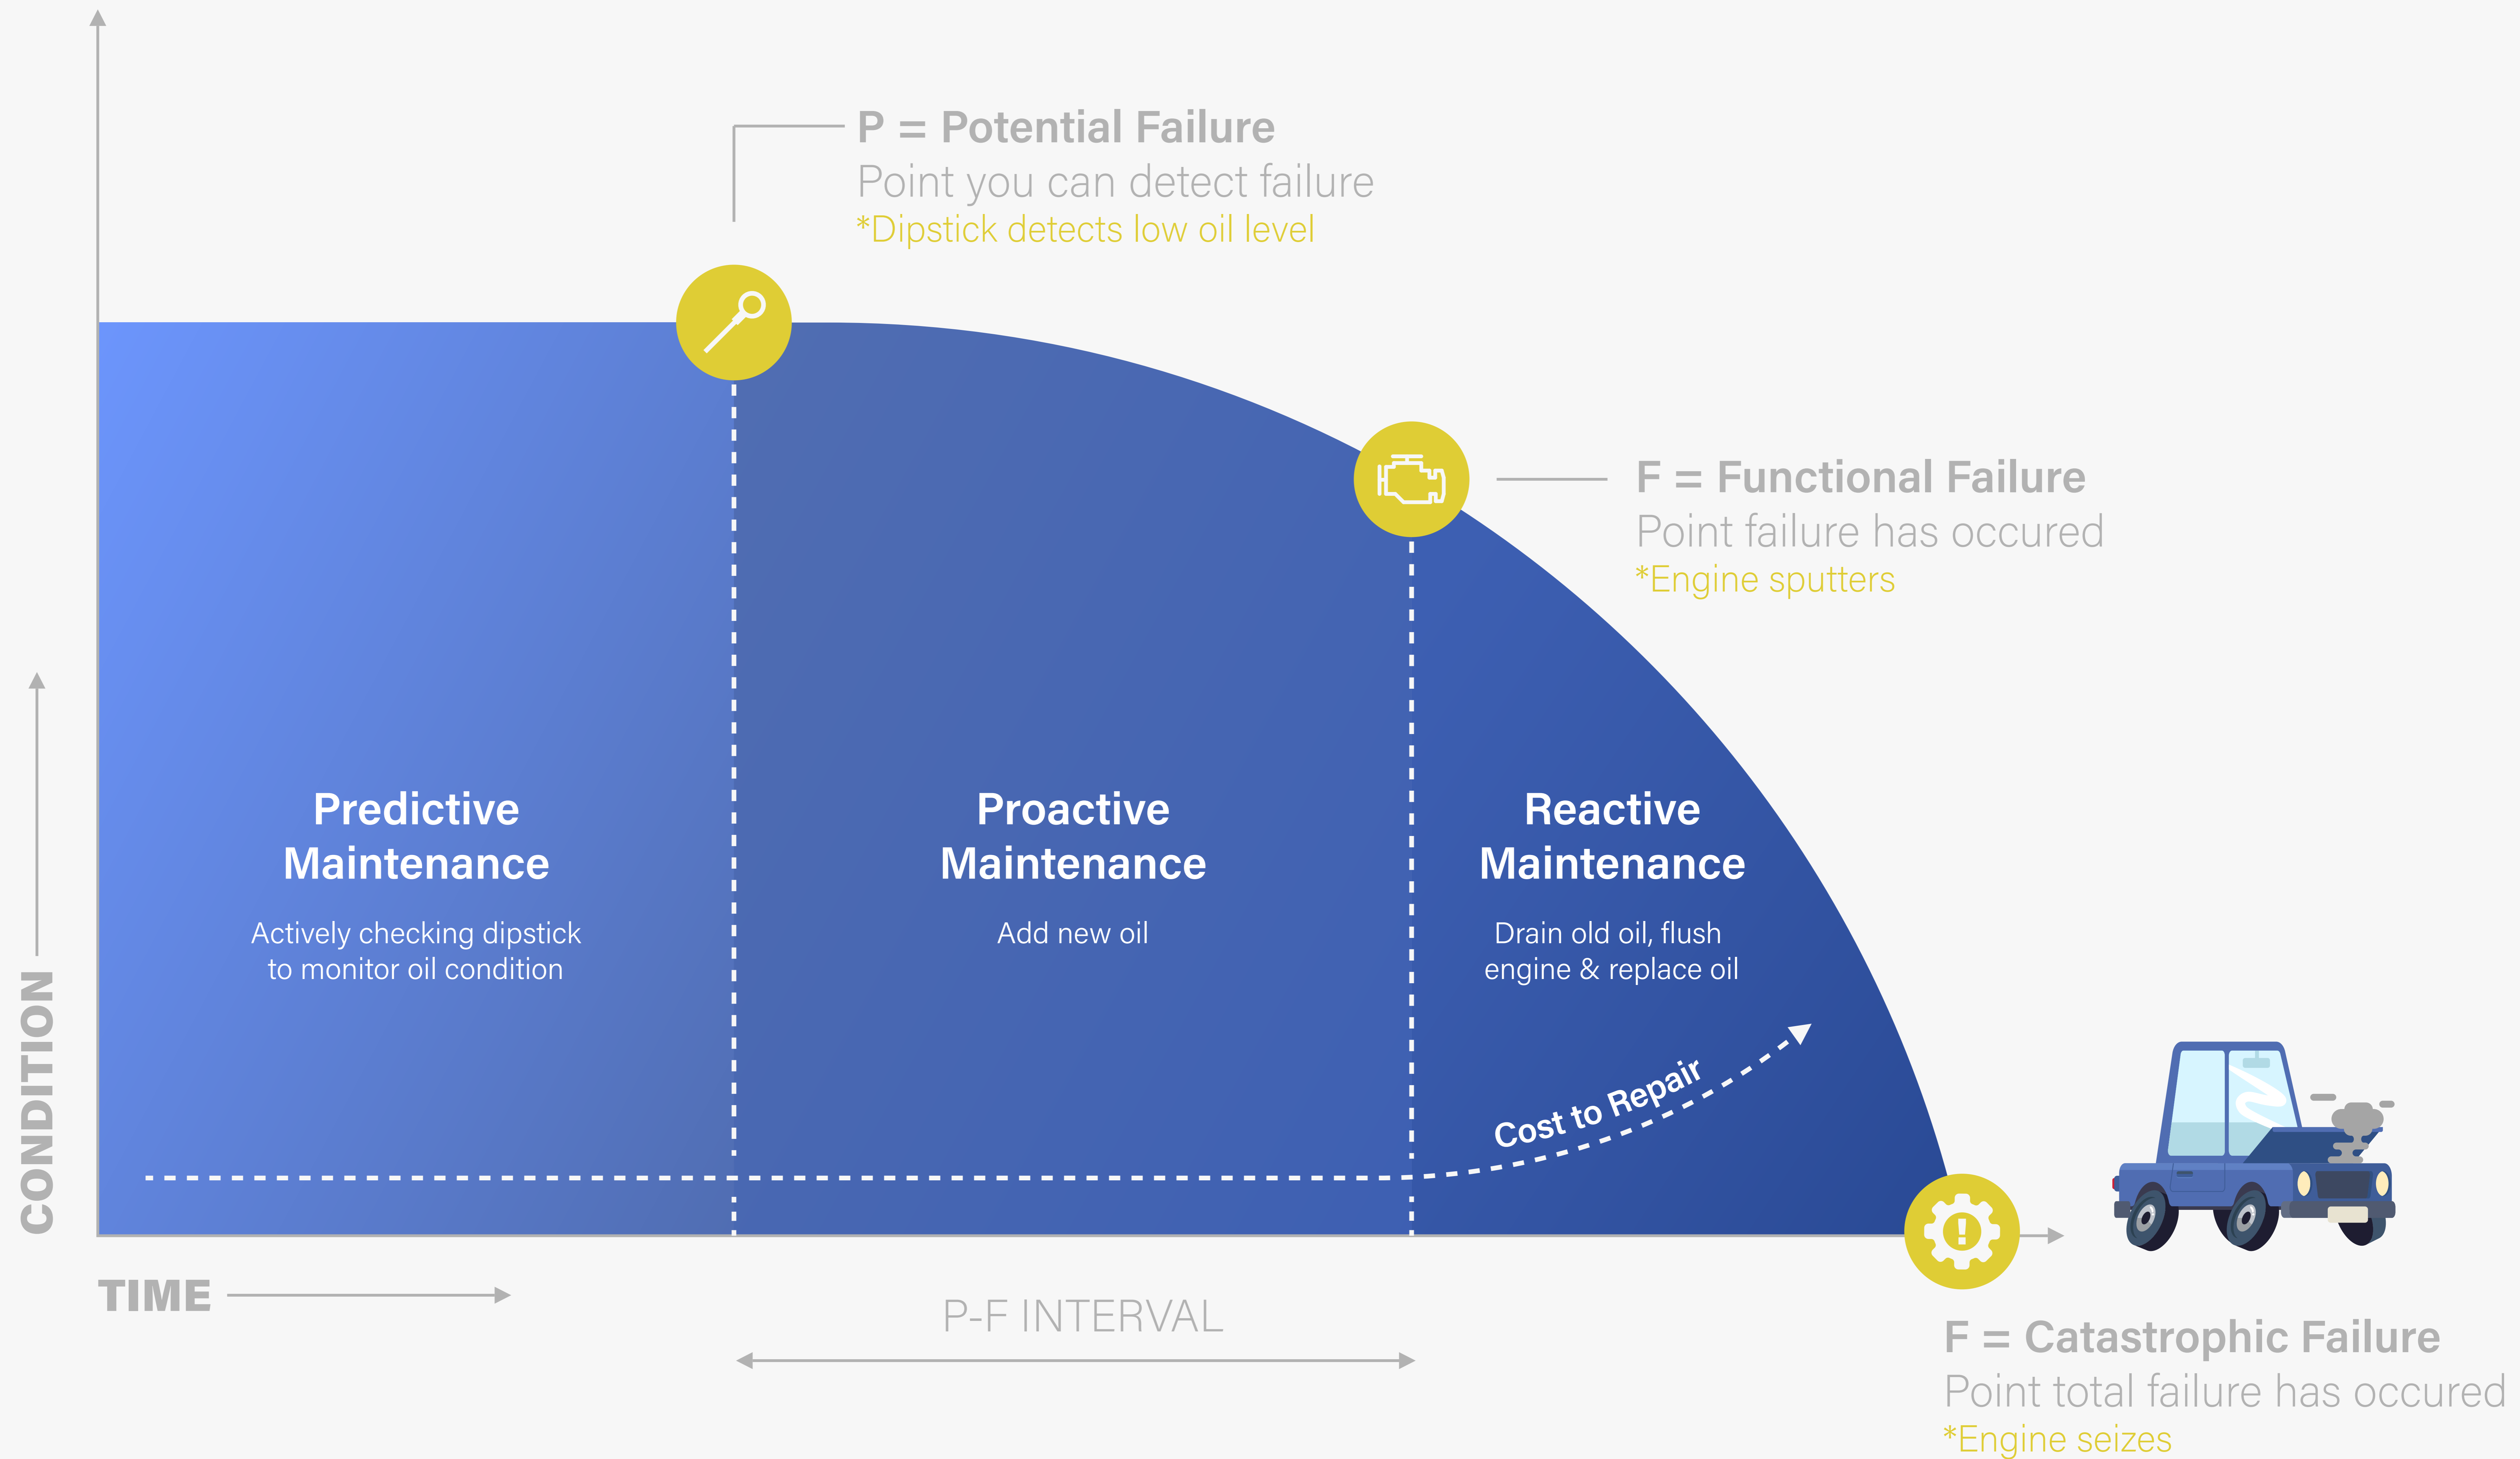 P = Potential Failure
Point you can detect failure
*Dipstick detects low oil level
F = Functional Failure
Point failure has occured
*Engine sputters
Predictive
Maintenance
Actively checking dipstick
to monitor oil condition
Proactive
Maintenance
Add new oil
Reactive
Maintenance
Drain old oil, flush
engine & replace oil
Cost to Repair
CONDITION
TIME
P-F INTERVAL
!
F = Catastrophic Failure
Point total failure has occured
*Engine seizes